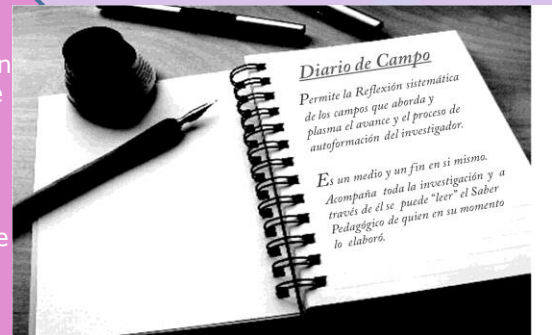 n
e
e
Diario de Campo
Permite la Reflexión sistemática
de los campos que aborda y
plasma el avance y el proceso de
autoformación del investigador.
Es un medio y un fin en si mismo.
Acompaña toda la investigación y a
través de él se puede “leer” el Saber
Pedagógico de quien en su momento
lo elaboró.